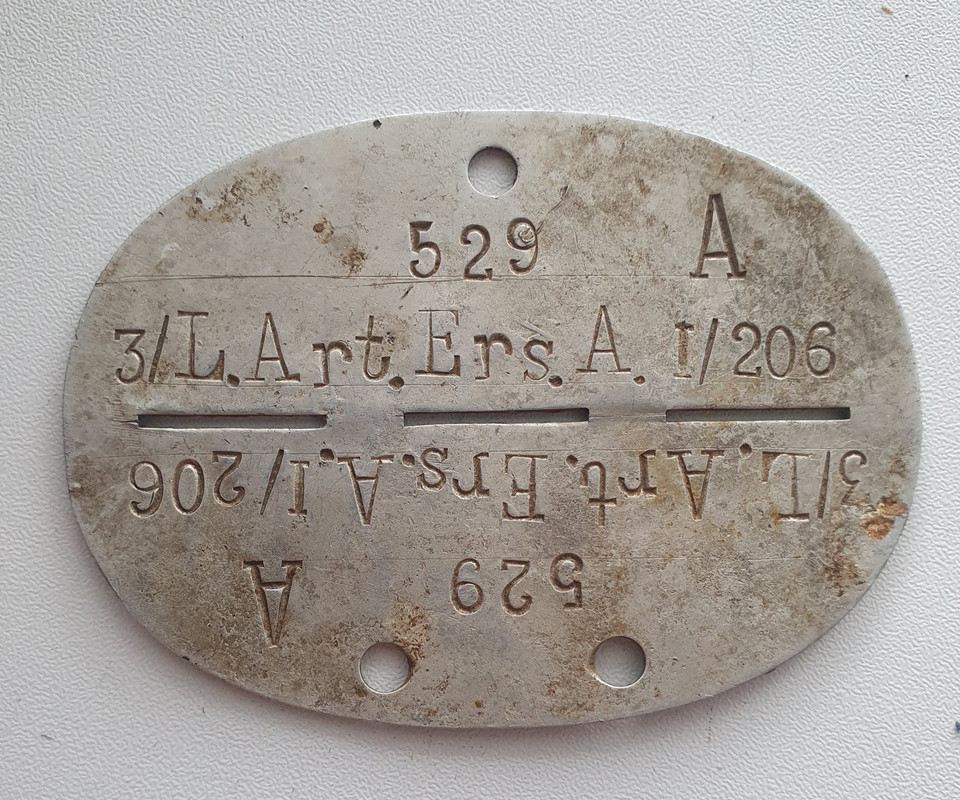 529 A
3/L.Art.Ers.A. I/206
3/L.Art.Ers.A.I/206
529 A